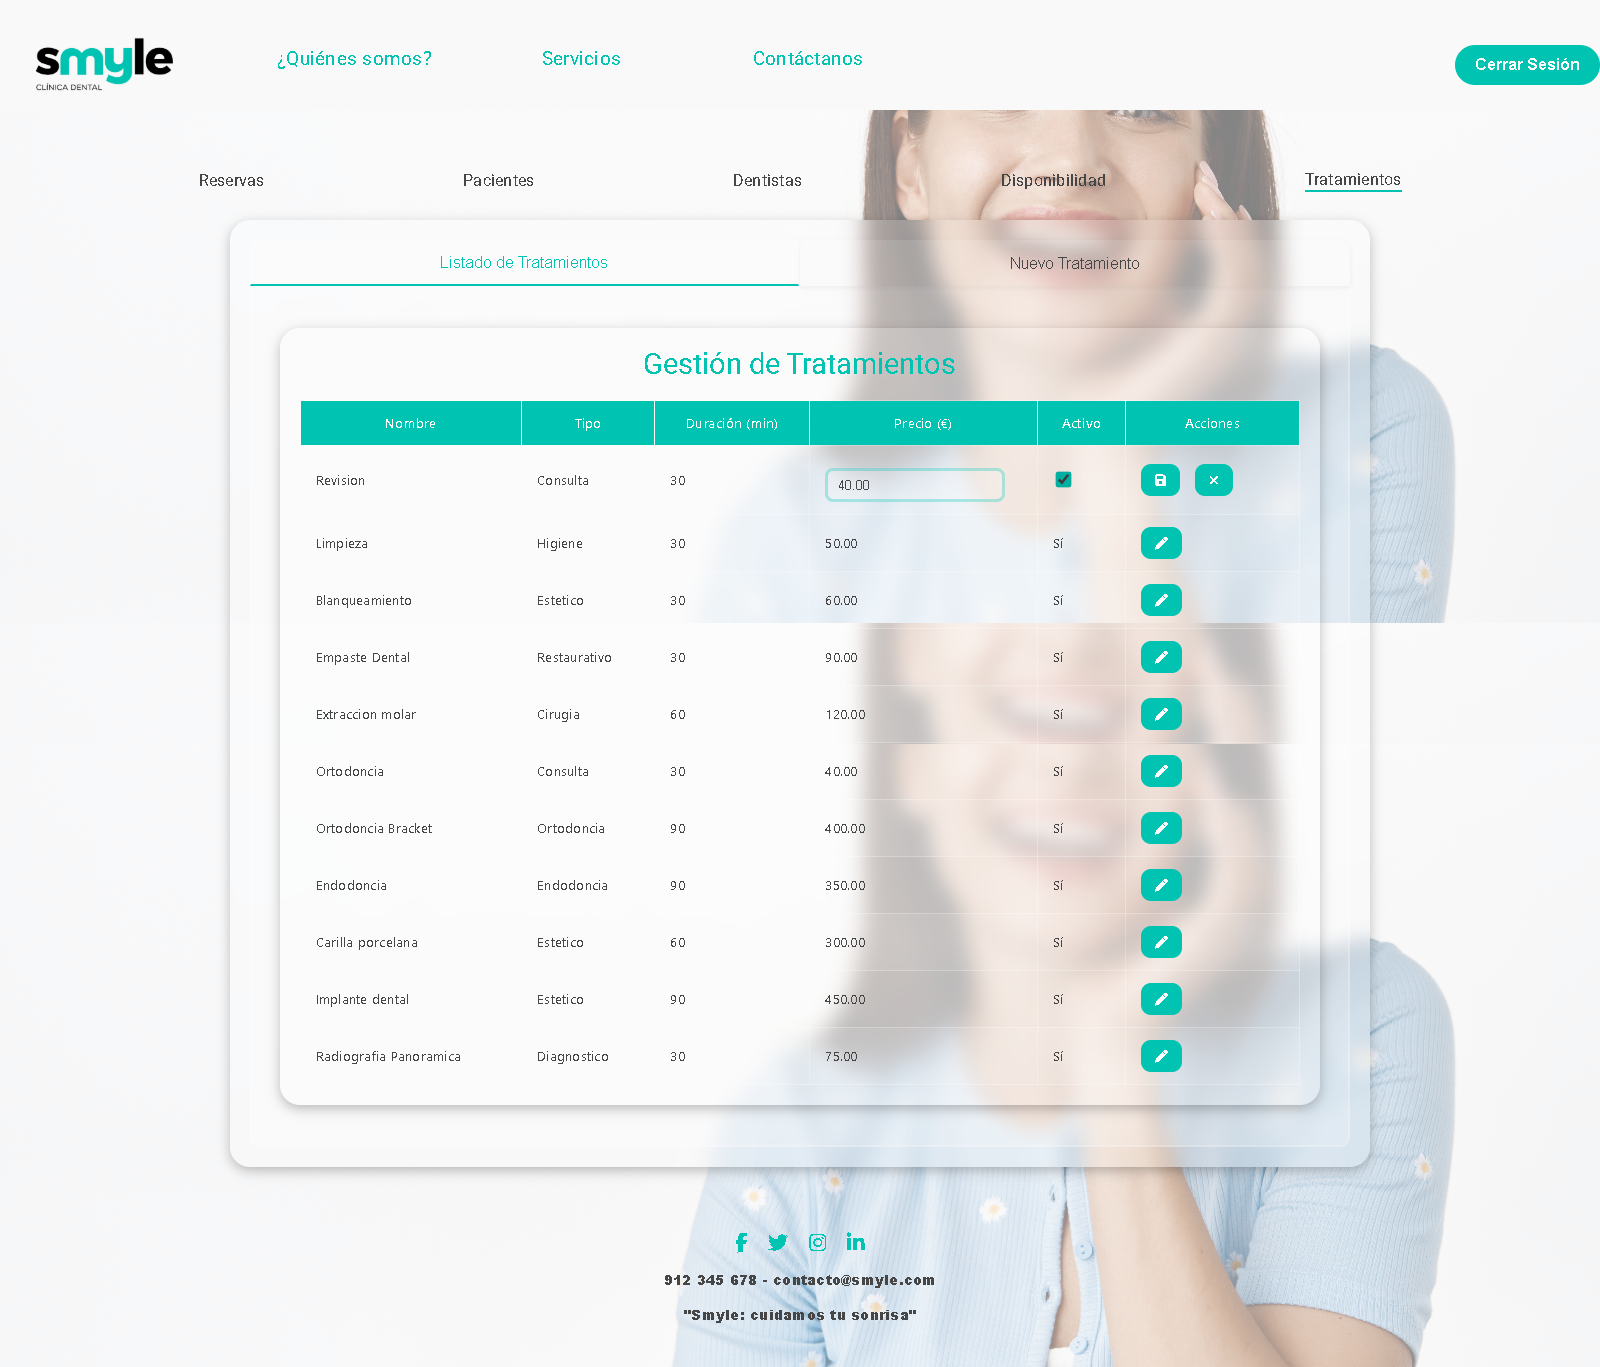 smyle
CLÍNICA DENTAL
¿Quiénes somos?
Servicios
Contáctanos
Cerrar Sesión
Reservas
Pacientes
Dentistas
Disponibilidad
Tratamientos
Listado de Tratamientos
Nuevo Tratamiento
Gestión de Tratamientos
Nombre Tipo Duración (min) Precio (€) Activo Acciones
Revision Consulta 30 40.00
Limpieza Higiene 30 50.00 Sí
Blanqueamiento Estetico 30 60.00 Sí
Empaste Dental Restaurativo 30 90.00 Sí
Extraccion molar Cirugia 60 120.00 Sí
Ortodoncia Consulta 30 40.00 Sí
Ortodoncia Bracket Ortodoncia 90 400.00 Sí
Endodoncia Endodoncia 90 350.00 Sí
Carilla porcelana Estetico 60 300.00 Sí
Implante dental Estetico 90 450.00 Sí
Radiografia Panoramica Diagnostico 30 75.00 Sí
912 345 678 - contacto@smyle.com
"Smyle: cuidamos tu sonrisa"